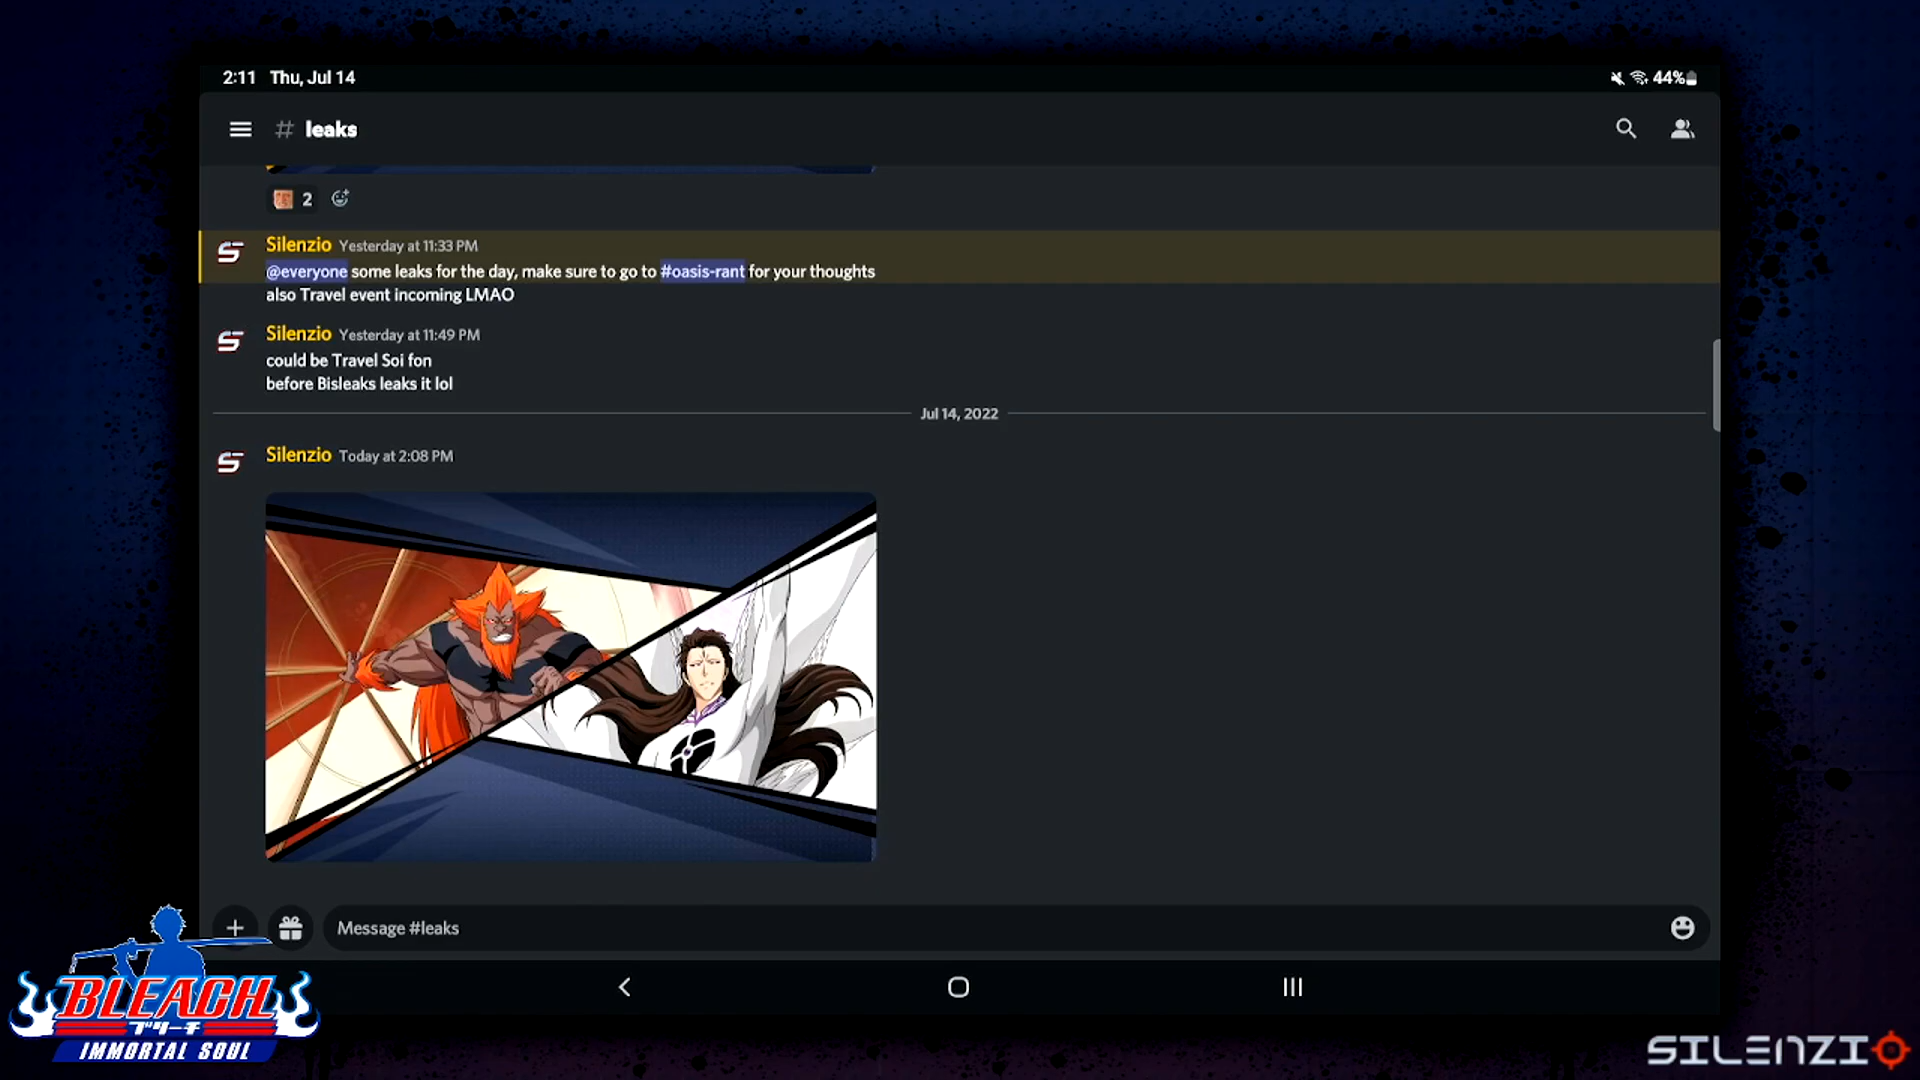 2:11 Thu, Jul 14
44%
# leaks
2
Silenzio Yesterday at 11:33 PM
@everyone some leaks for the day, make sure to go to #oasis-rant for your thoughts
also Travel event incoming LMAO
Silenzio Yesterday at 11:49 PM
could be Travel Soi fon
before Bisleaks leaks it lol
Jul 14, 2022
Silenzio Today at 2:08 PM
Message #leaks
BLEACH
ブリーチ
IMMORTAL SOUL
SILENZIO